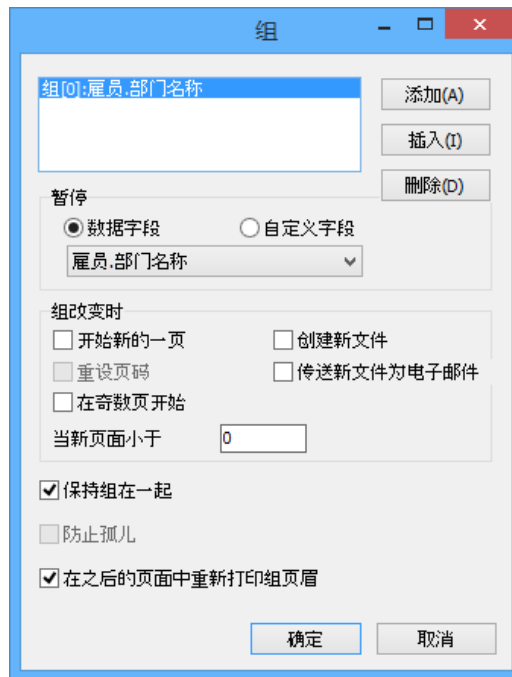 组
组[0]:雇员.部门名称
添加(A)
插入(I)
删除(D)
暂停
数据字段
自定义字段
雇员.部门名称
组改变时
开始新的一页
创建新文件
重设页码
传送新文件为电子邮件
在奇数页开始
当新页面小于
0
保持组在一起
防止孤儿
在之后的页面中重新打印组页眉
确定
取消